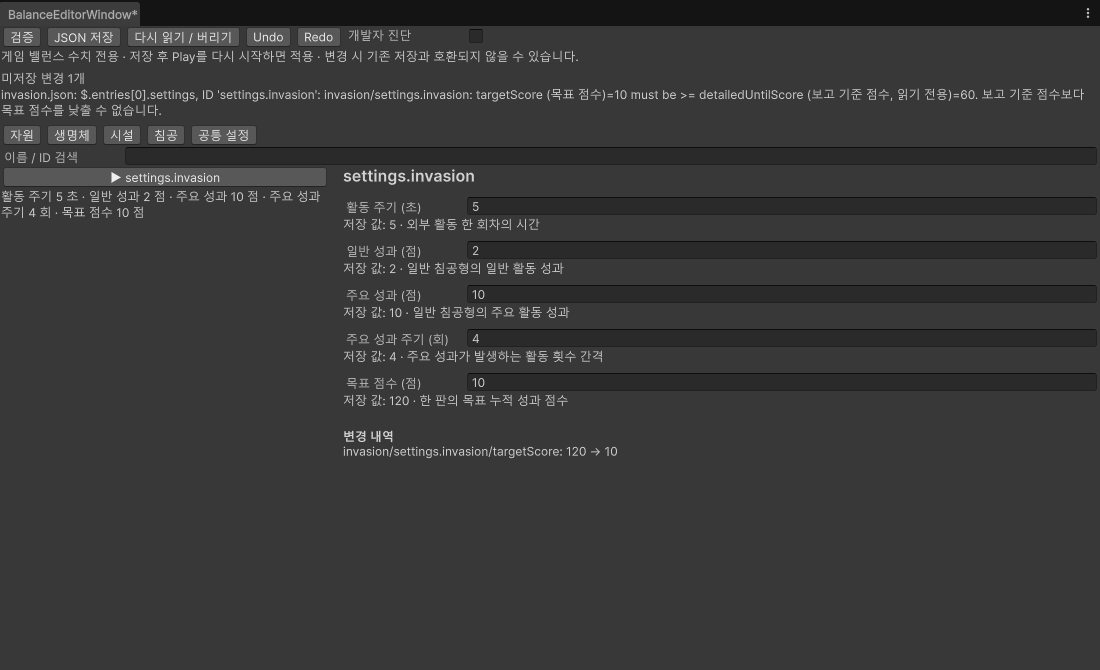 BalanceEditorWindow*
검증 JSON 저장 다시 읽기 / 버리기 Undo Redo 개발자 진단
게임 밸런스 수치 전용 · 저장 후 Play를 다시 시작하면 적용 · 변경 시 기존 저장과 호환되지 않을 수 있습니다.
미저장 변경 1개
invasion.json: $.entries[0].settings, ID 'settings.invasion': invasion/settings.invasion: targetScore (목표 점수)=10 must be >= detailedUntilScore (보고 기준 점수, 읽기 전용)=60. 보고 기준 점수보다
목표 점수를 낮출 수 없습니다.
자원 생명체 시설 침공 공통 설정
이름 / ID 검색
▶ settings.invasion
활동 주기 5 초 · 일반 성과 2 점 · 주요 성과 10 점 · 주요 성과
주기 4 회 · 목표 점수 10 점
settings.invasion
활동 주기 (초) 5
저장 값: 5 · 외부 활동 한 회차의 시간
일반 성과 (점) 2
저장 값: 2 · 일반 침공형의 일반 활동 성과
주요 성과 (점) 10
저장 값: 10 · 일반 침공형의 주요 활동 성과
주요 성과 주기 (회) 4
저장 값: 4 · 주요 성과가 발생하는 활동 횟수 간격
목표 점수 (점) 10
저장 값: 120 · 한 판의 목표 누적 성과 점수
변경 내역
invasion/settings.invasion/targetScore: 120 → 10